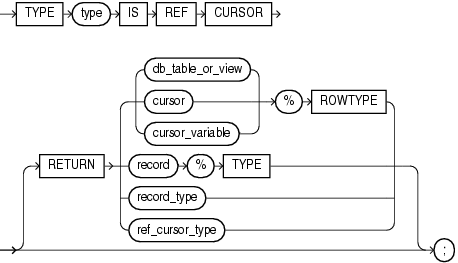 TYPE type IS REF CURSOR
db_table_or_view
cursor % ROWTYPE
cursor_variable
RETURN record % TYPE
record_type
ref_cursor_type
;